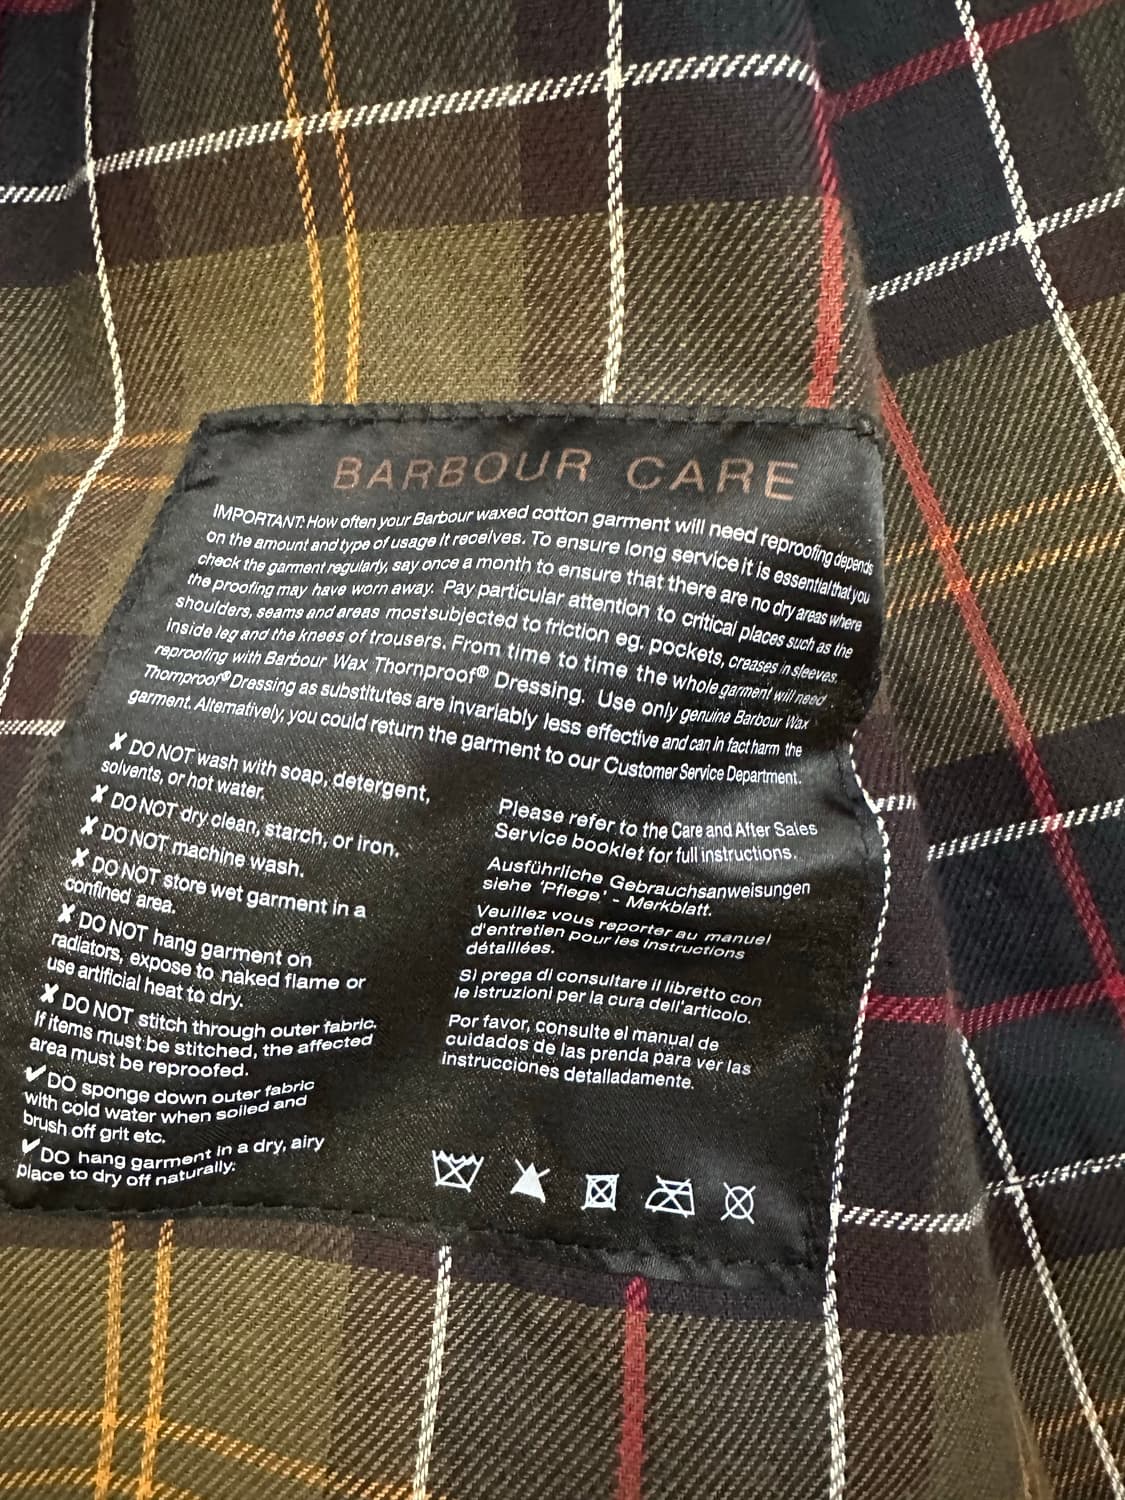 BARBOUR CARE
IMPORTANT: How often your Barbour waxed cotton garment will need reproofing depends
on the amount and type of usage it receives. To ensure long service it is essential that you
check the garment regularly, say once a month to ensure that there are no dry areas where
the proofing may have worn away. Pay particular attention to critical places such as the
shoulders, seams and areas most subjected to friction eg. pockets, creases in sleeves.
Inside leg and the knees of trousers. From time to time the whole garment will need
reproofing with Barbour Wax Thornproof® Dressing. Use only genuine Barbour Wax
Thornproof® Dressing as substitutes are invariably less effective and can in fact harm the
garment. Alternatively, you could return the garment to our Customer Service Department.
✘ DO NOT wash with soap, detergent,
solvents, or hot water.
✘ DO NOT dry clean, starch, or iron.
✘ DO NOT machine wash.
✘ DO NOT store wet garment in a
confined area.
✘ DO NOT hang garment on
radiators, expose to naked flame or
use artificial heat to dry.
✘ DO NOT stitch through outer fabric.
If items must be stitched, the affected
area must be reproofed.
✔ DO sponge down outer fabric
with cold water when soiled and
brush off grit etc.
✔ DO hang garment in a dry, airy
place to dry off naturally.
Please refer to the Care and After Sales
Service booklet for full instructions.
Ausführliche Gebrauchsanweisungen
siehe 'Pflege' - Merkblatt.
Veuillez vous reporter au manuel
d'entretien pour les instructions
détaillées.
Si prega di consultare il libretto con
le istruzioni per la cura dell'articolo.
Por favor, consulte el manual de
cuidados de las prenda para ver las
instrucciones detalladamente.